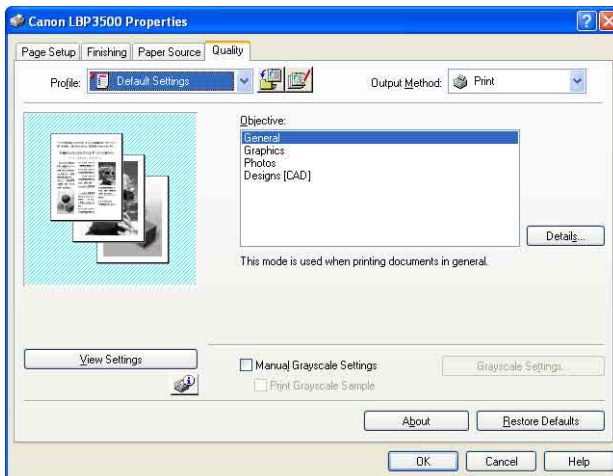 Canon LBP3500 Properties
Page Setup Finishing Paper Source Quality
Profile: Default Settings Output Method: Print
Objective:
General
Graphics
Photos
Designs [CAD]
Details...
This mode is used when printing documents in general.
View Settings
Manual Grayscale Settings Grayscale Settings...
Print Grayscale Sample
About Restore Defaults
OK Cancel Help